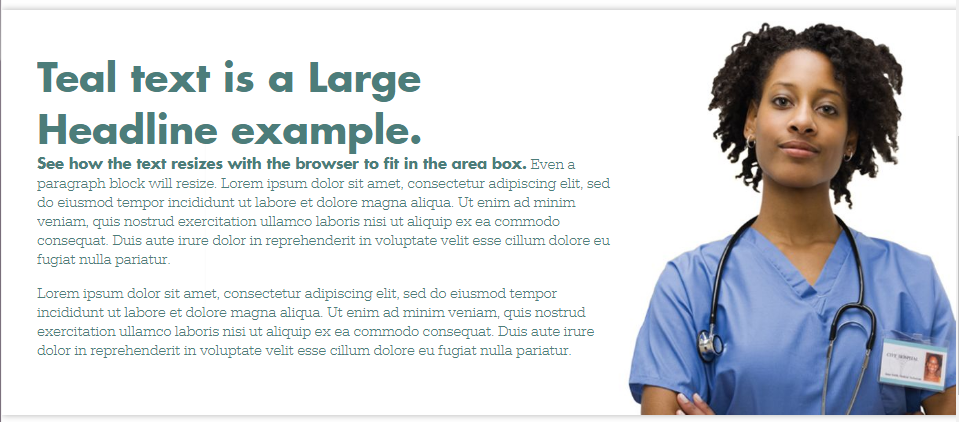 Teal text is a Large
Headline example.
See how the text resizes with the browser to fit in the area box. Even a
paragraph block will resize. Lorem ipsum dolor sit amet, consectetur adipiscing elit, sed
do eiusmod tempor incididunt ut labore et dolore magna aliqua. Ut enim ad minim
veniam, quis nostrud exercitation ullamco laboris nisi ut aliquip ex ea commodo
consequat. Duis aute irure dolor in reprehenderit in voluptate velit esse cillum dolore eu
fugiat nulla pariatur.
Lorem ipsum dolor sit amet, consectetur adipiscing elit, sed do eiusmod tempor
incididunt ut labore et dolore magna aliqua. Ut enim ad minim veniam, quis nostrud
exercitation ullamco laboris nisi ut aliquip ex ea commodo consequat. Duis aute irure
dolor in reprehenderit in voluptate velit esse cillum dolore eu fugiat nulla pariatur.
HOSPITAL